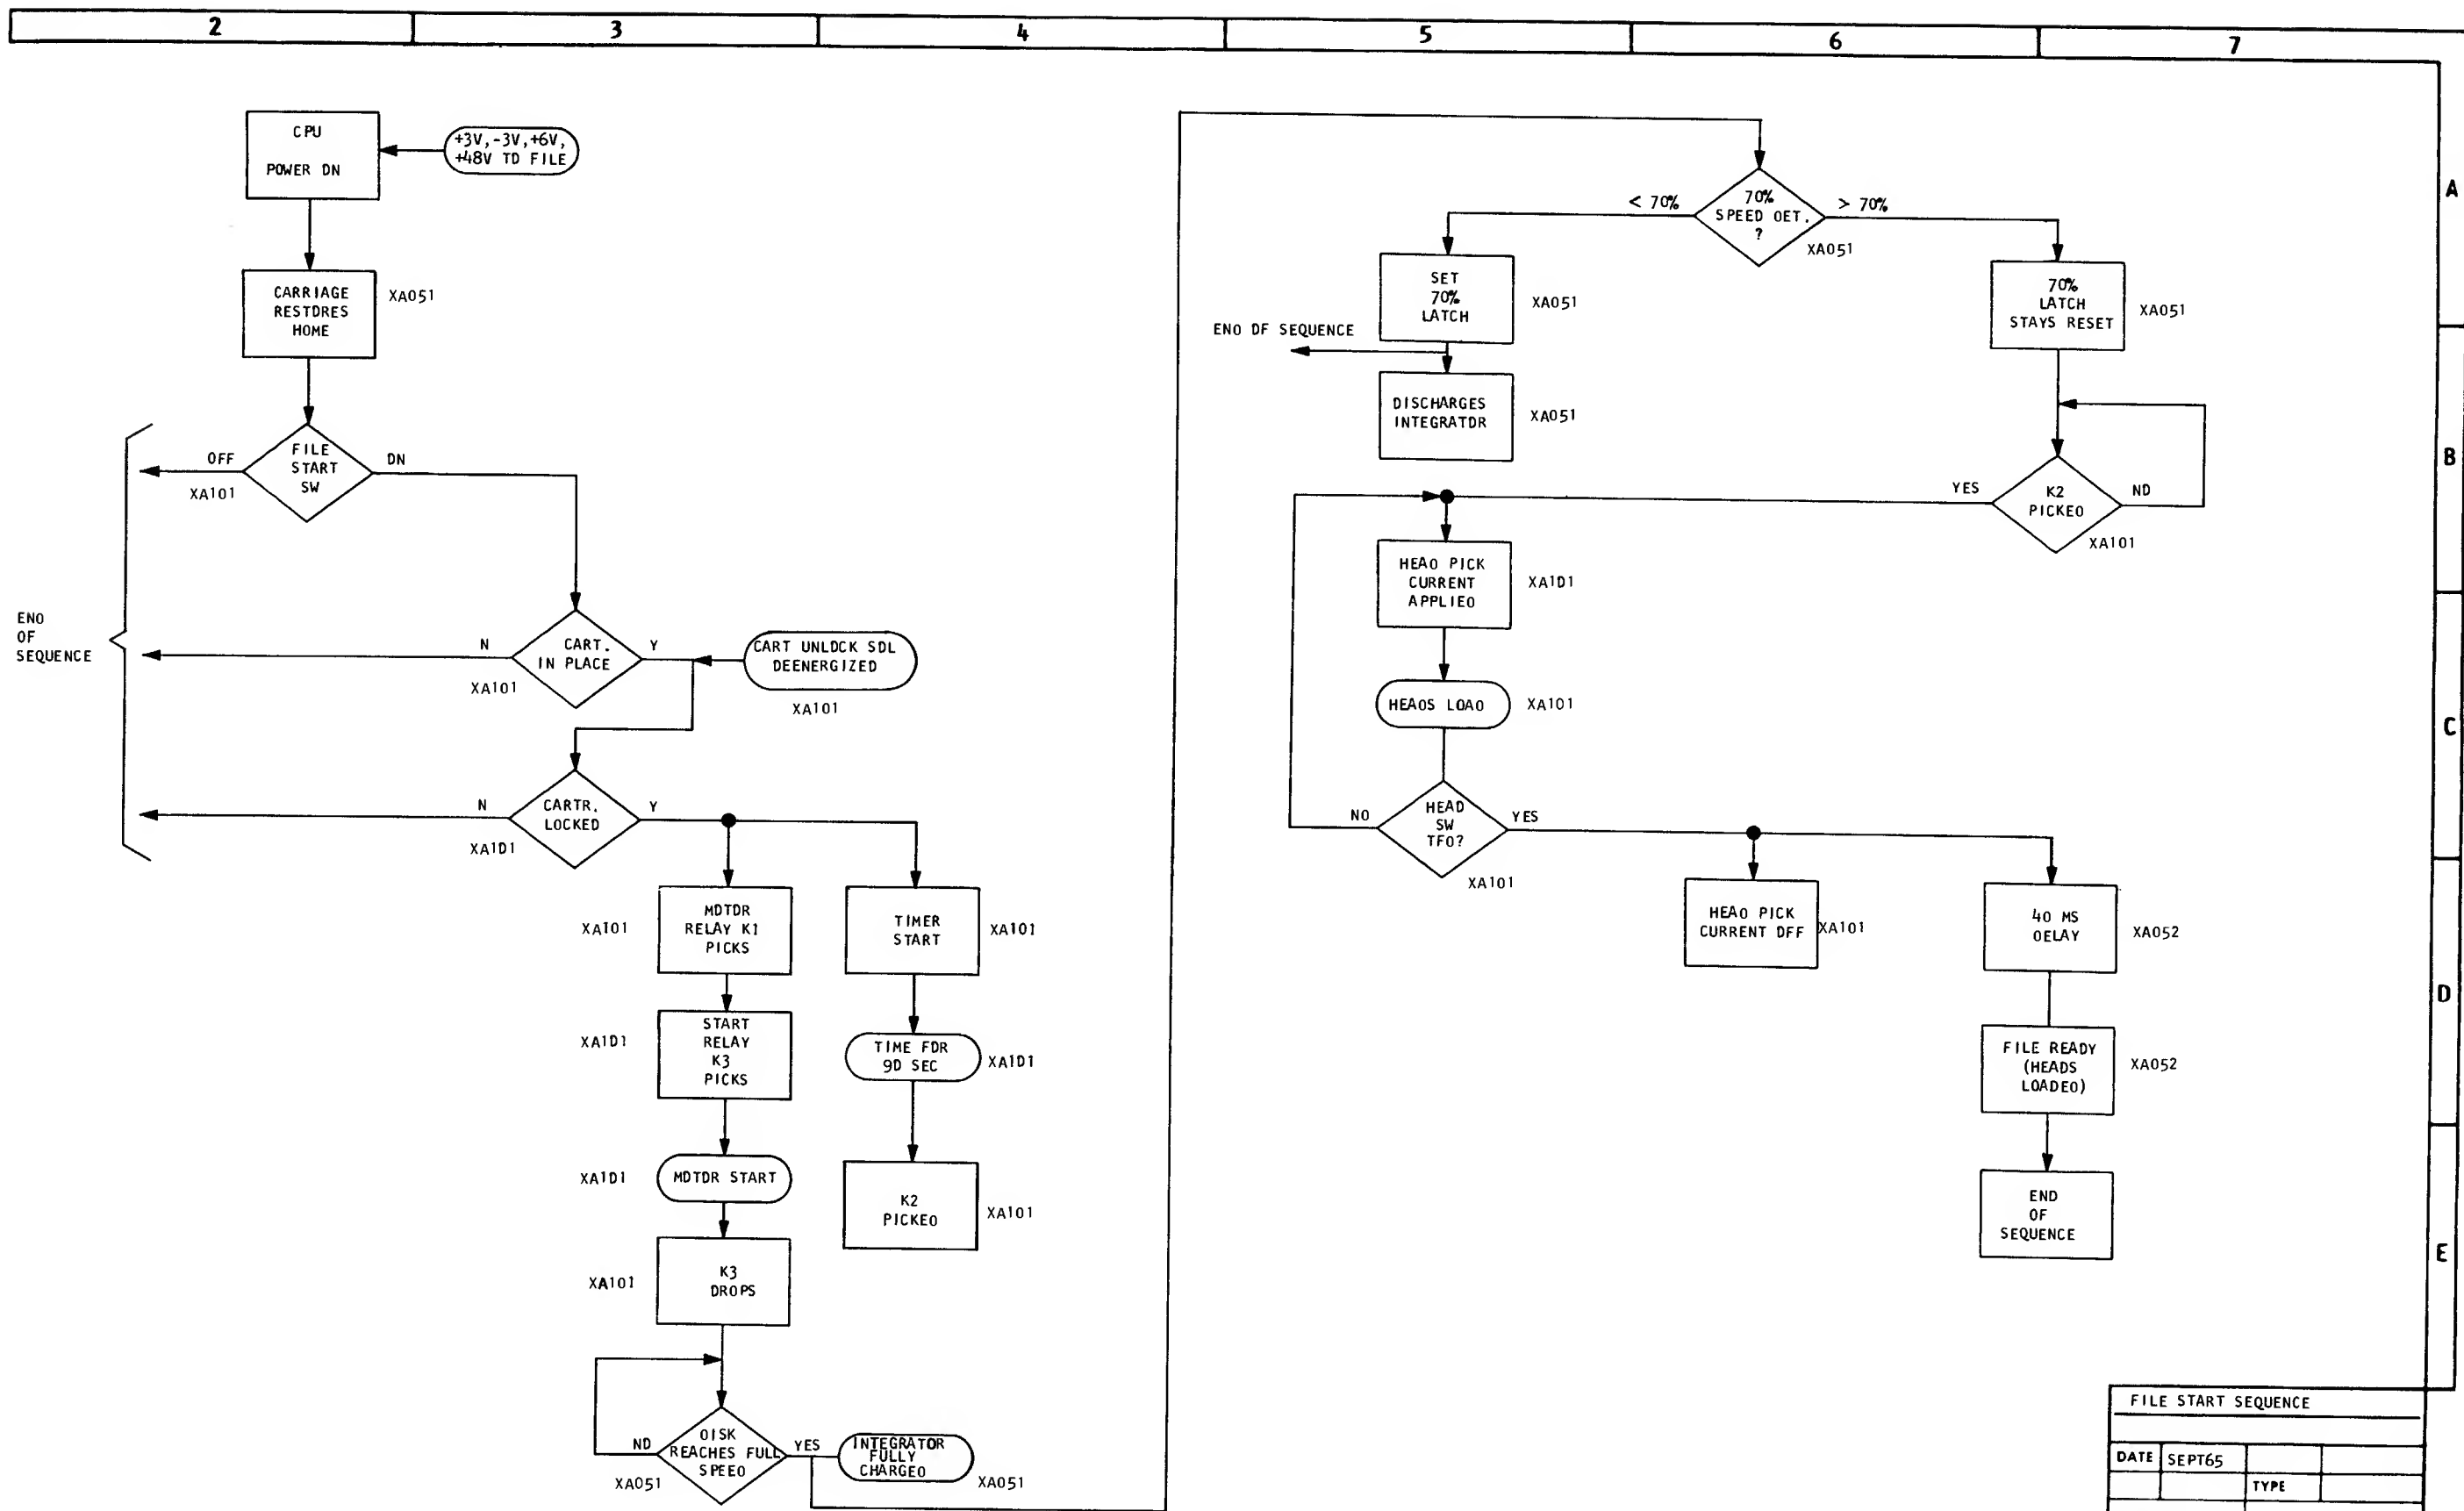 2 3 4 5 6 7
A
B
C
D
E
CPU
POWER DN
+3V,-3V,+6V,
+48V TD FILE
CARRIAGE
RESTDRES
HOME
XA051
FILE
START
SW
OFF
DN
XA101
ENO
OF
SEQUENCE
CART.
IN PLACE
N
Y
XA101
CART UNLDCK SDL
DEENERGIZED
XA101
CARTR.
LOCKED
N
Y
XA1D1
XA101
MDTDR
RELAY K1
PICKS
TIMER
START
XA101
XA1D1
START
RELAY
K3
PICKS
TIME FDR
9D SEC
XA1D1
XA1D1
MDTDR START
K2
PICKE0
XA101
XA101
K3
DROPS
OISK
REACHES FULL
SPEE0
ND
YES
XA051
INTEGRATOR
FULLY
CHARGE0
XA051
70%
SPEED OET.
?
< 70%
> 70%
XA051
SET
70%
LATCH
XA051
70%
LATCH
STAYS RESET
XA051
ENO DF SEQUENCE
DISCHARGES
INTEGRATDR
XA051
YES
K2
PICKE0
ND
XA101
HEA0 PICK
CURRENT
APPLIE0
XA1D1
HEAOS LOAO
XA101
NO
HEAD
SW
TFO?
YES
XA101
HEAO PICK
CURRENT DFF
XA101
40 MS
OELAY
XA052
FILE READY
(HEADS
LOADE0)
XA052
END
OF
SEQUENCE
FILE START SEQUENCE
DATE SEPT65
TYPE